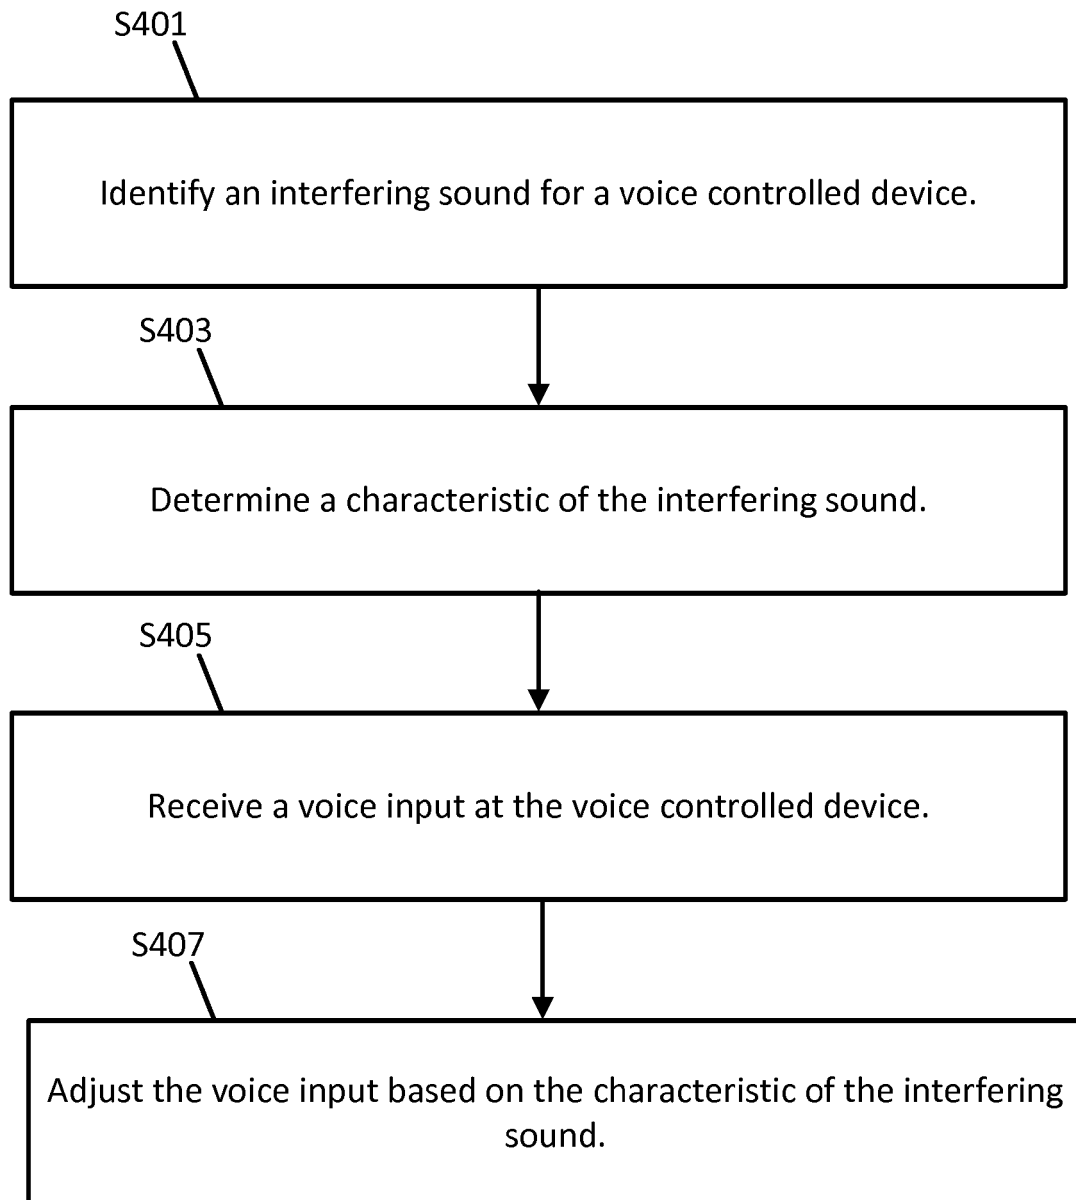 S401
Identify an interfering sound for a voice controlled device.
S403
Determine a characteristic of the interfering sound.
S405
Receive a voice input at the voice controlled device.
S407
Adjust the voice input based on the characteristic of the interfering
sound.